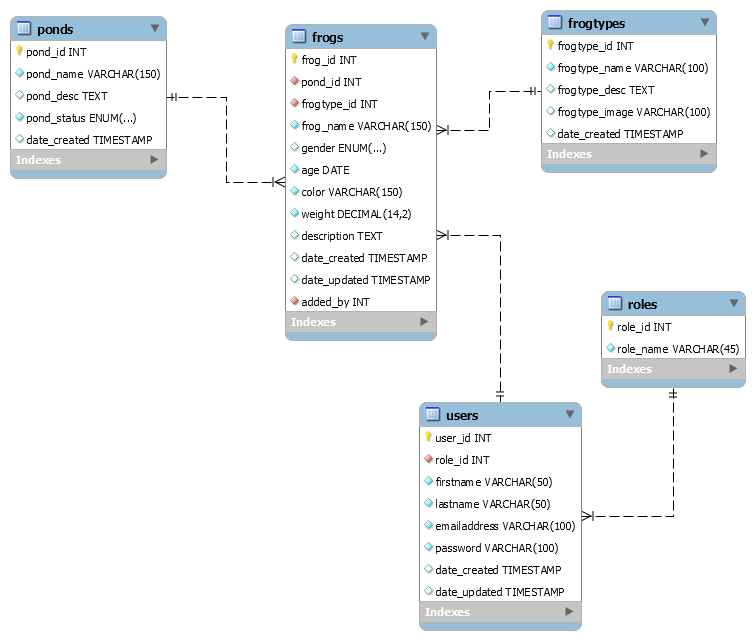 ponds
pond_id INT
pond_name VARCHAR(150)
pond_desc TEXT
pond_status ENUM(...)
date_created TIMESTAMP
Indexes
frogs
frog_id INT
pond_id INT
frogtype_id INT
frog_name VARCHAR(150)
gender ENUM(...)
age DATE
color VARCHAR(150)
weight DECIMAL(14,2)
description TEXT
date_created TIMESTAMP
date_updated TIMESTAMP
added_by INT
Indexes
frogtypes
frogtype_id INT
frogtype_name VARCHAR(100)
frogtype_desc TEXT
frogtype_image VARCHAR(100)
date_created TIMESTAMP
Indexes
roles
role_id INT
role_name VARCHAR(45)
Indexes
users
user_id INT
role_id INT
firstname VARCHAR(50)
lastname VARCHAR(50)
emailaddress VARCHAR(100)
password VARCHAR(100)
date_created TIMESTAMP
date_updated TIMESTAMP
Indexes